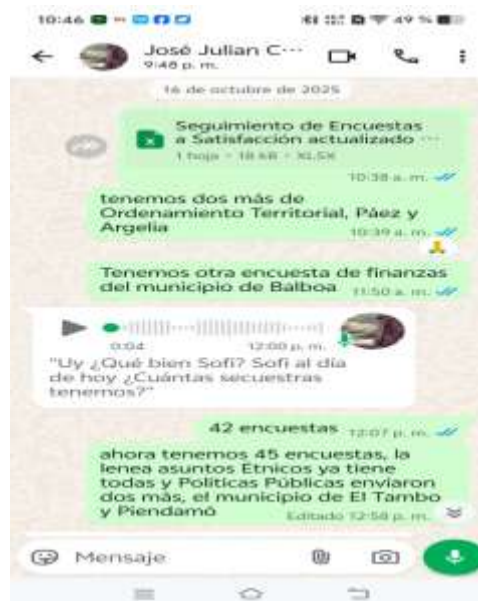 10:46
49 %
José Julian C···
9:48 p. m.
16 de octubre de 2025
Seguimiento de Encuestas
a Satisfacción actualizado ···
1 hoja • 18 kB • XLSX
10:38 a. m.
tenemos dos más de
Ordenamiento Territorial, Páez y
Argelia
10:39 a. m.
Tenemos otra encuesta de finanzas
del municipio de Balboa
11:50 a. m.
0:04
12:00 p. m.
"Uy ¿Qué bien Sofi? Sofi al día
de hoy ¿Cuántas secuestras
tenemos?"
42 encuestas
12:07 p. m.
ahora tenemos 45 encuestas, la
lenea asuntos Etnicos ya tiene
todas y Politicas Públicas enviaron
dos más, el municipio de El Tambo
y Piendamó
Editado 12:58 p. m.
Mensaje